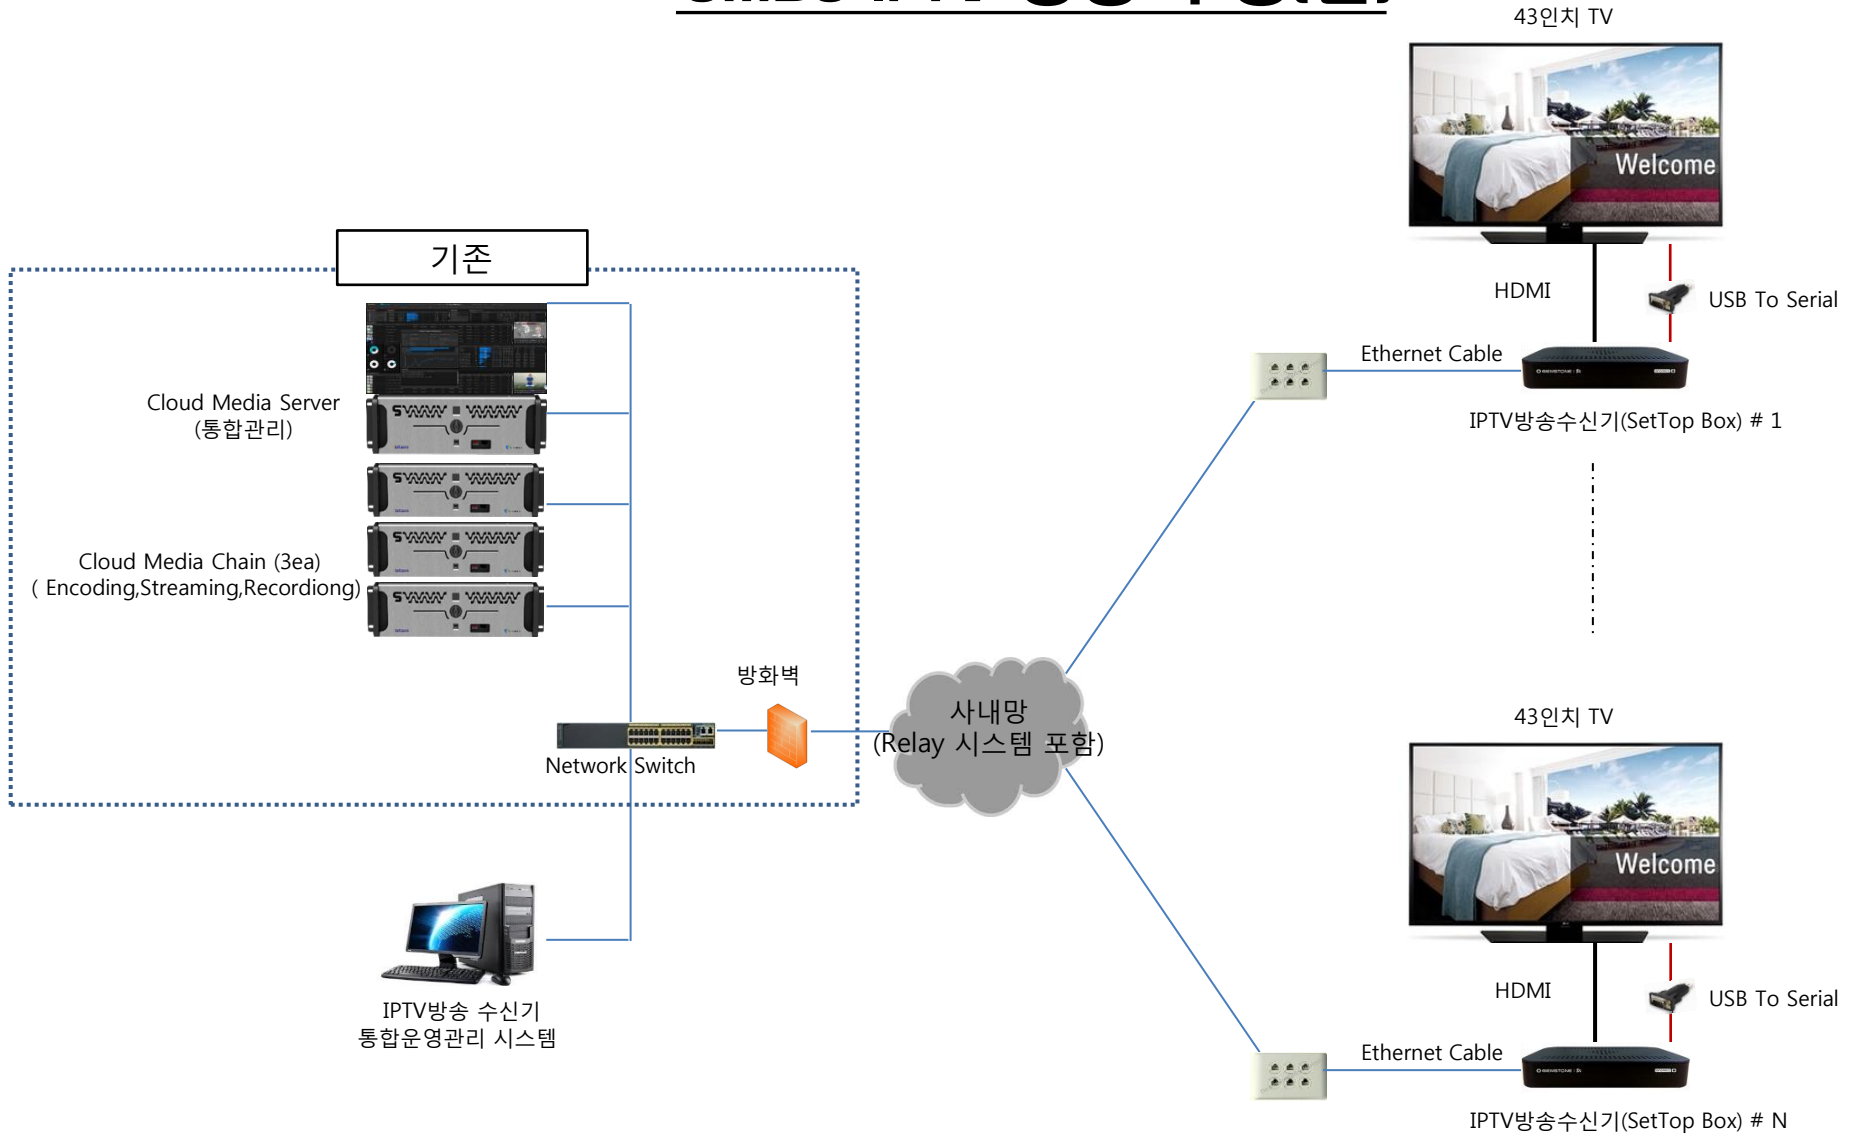 43인치 TV
Welcome
기존
HDMI
USB To Serial
Ethernet Cable
Cloud Media Server
(통합관리)
IPTV방송수신기(SetTop Box) # 1
Cloud Media Chain (3ea)
( Encoding,Streaming,Recordiong)
방화벽
사내망
(Relay 시스템 포함)
Network Switch
43인치 TV
Welcome
HDMI
USB To Serial
IPTV방송 수신기
통합운영관리 시스템
Ethernet Cable
IPTV방송수신기(SetTop Box) # N